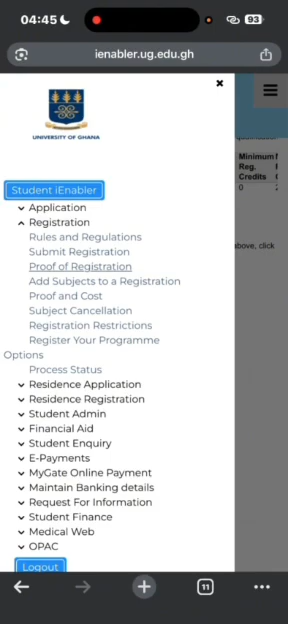 04:45
93
ienabler.ug.edu.gh
UNIVERSITY OF GHANA
Student iEnabler
Application
Registration
Rules and Regulations
Submit Registration
Proof of Registration
Add Subjects to a Registration
Proof and Cost
Subject Cancellation
Registration Restrictions
Register Your Programme
Options
Process Status
Residence Application
Residence Registration
Student Admin
Financial Aid
Student Enquiry
E-Payments
MyGate Online Payment
Maintain Banking details
Request For Information
Student Finance
Medical Web
OPAC
Logout
Minimum
Reg.
Credits
0
above, click
11